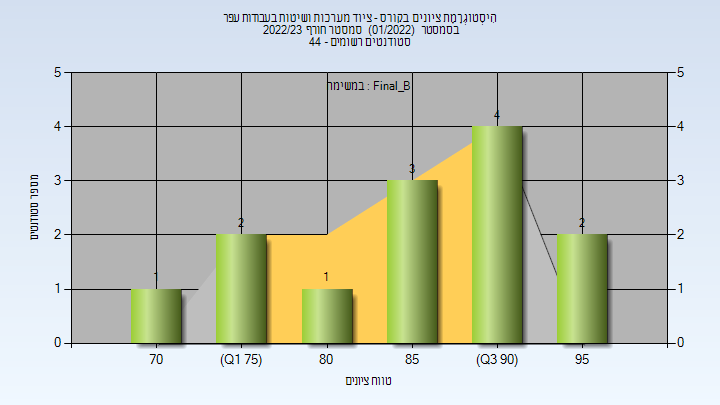 הִיסְטוֹגְרַמַת ציונים בקורס - ציוד מערכות ושיטות בעבודות עפר
בסמסטר (01/2022) סמסטר חורף 2022/23
סטודנטים רשומים - 44
במשימה : Final_B
5 5
4 4
3 3
2 2
1 1
0 0
1 2 1 3 4 2
מספר סטודנטים
70 (Q1 75) 80 85 (Q3 90) 95
טווח ציונים